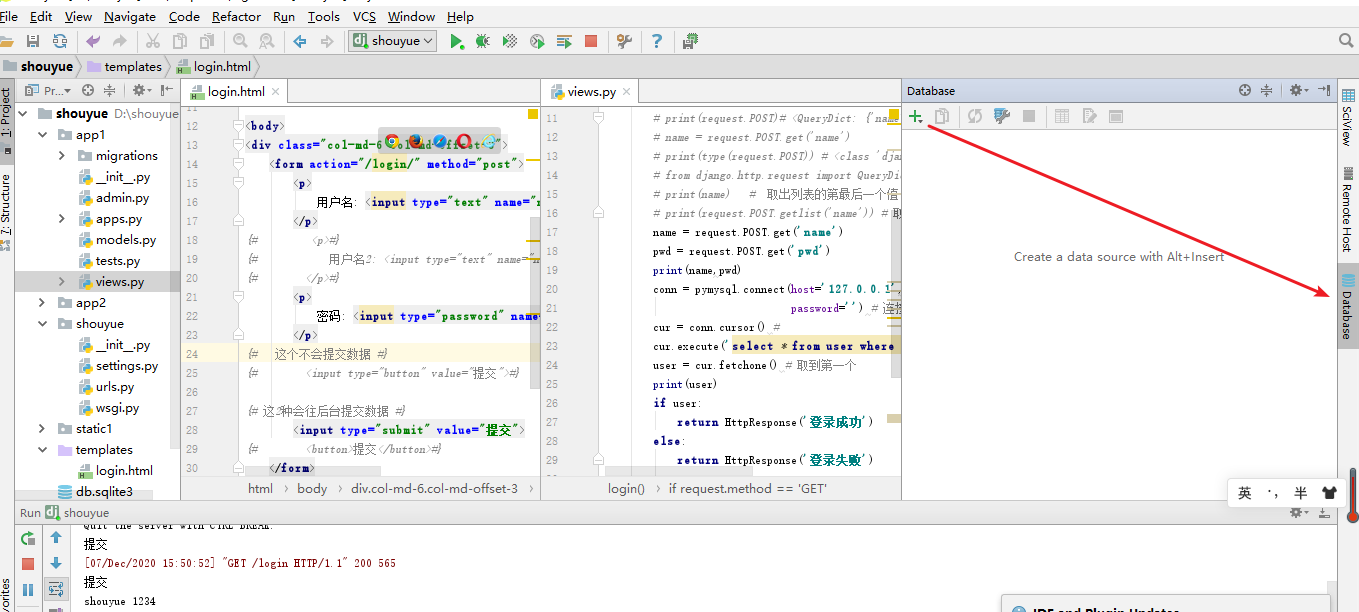 File Edit View Navigate Code Refactor Run Tools VCS Window Help
shouyue
shouyue templates login.html
1: Project
7: Structure
Pr...
shouyue D:\shouyue
app1
migrations
__init__.py
admin.py
apps.py
models.py
tests.py
views.py
app2
shouyue
__init__.py
settings.py
urls.py
wsgi.py
static1
templates
login.html
db.sqlite3
login.html
11
12 <body>
13 <div class="col-md-6
14 <form action="/login/" method="post">
15 <p>
16 用户名: <input type="text" name=
17 </p>
18 {# <p>#}
19 {# 用户名2: <input type="text" name=
20 {# </p>#}
21 <p>
22 密码: <input type="password" name
23 </p>
24 {# 这个不会提交数据 #}
25 {# <input type="button" value="提交">#}
26
27 {# 这2种会往后台提交数据 #}
28 <input type="submit" value="提交">
29 {# <button>提交</button>#}
30 </form>
html body div.col-md-6.col-md-offset-3
views.py
11 # print(request.POST)# <QueryDict: {'name
12 # name = request.POST.get('name')
13 # print(type(request.POST)) # <class 'djan
14 # from django.http.request import QueryDic
15 # print(name) # 取出列表的第最后一个值
16 # print(request.POST.getlist('name')) # 取
17 name = request.POST.get('name')
18 pwd = request.POST.get('pwd')
19 print(name,pwd)
20 conn = pymysql.connect(host='127.0.0.1',
21 password='') # 连接
22 cur = conn.cursor() #
23 cur.execute('select * from user where
24 user = cur.fetchone() # 取到第一个
25 print(user)
26 if user:
27 return HttpResponse('登录成功')
28 else:
29 return HttpResponse('登录失败')
login() if request.method == 'GET'
Database
Create a data source with Alt+Insert
SciView
Remote Host
Database
英 半
Run shouyue
Quit the server with CTRL-BREAK.
提交
[07/Dec/2020 15:50:52] "GET /login HTTP/1.1" 200 565
提交
shouyue 1234
IDE and Plugin Updates